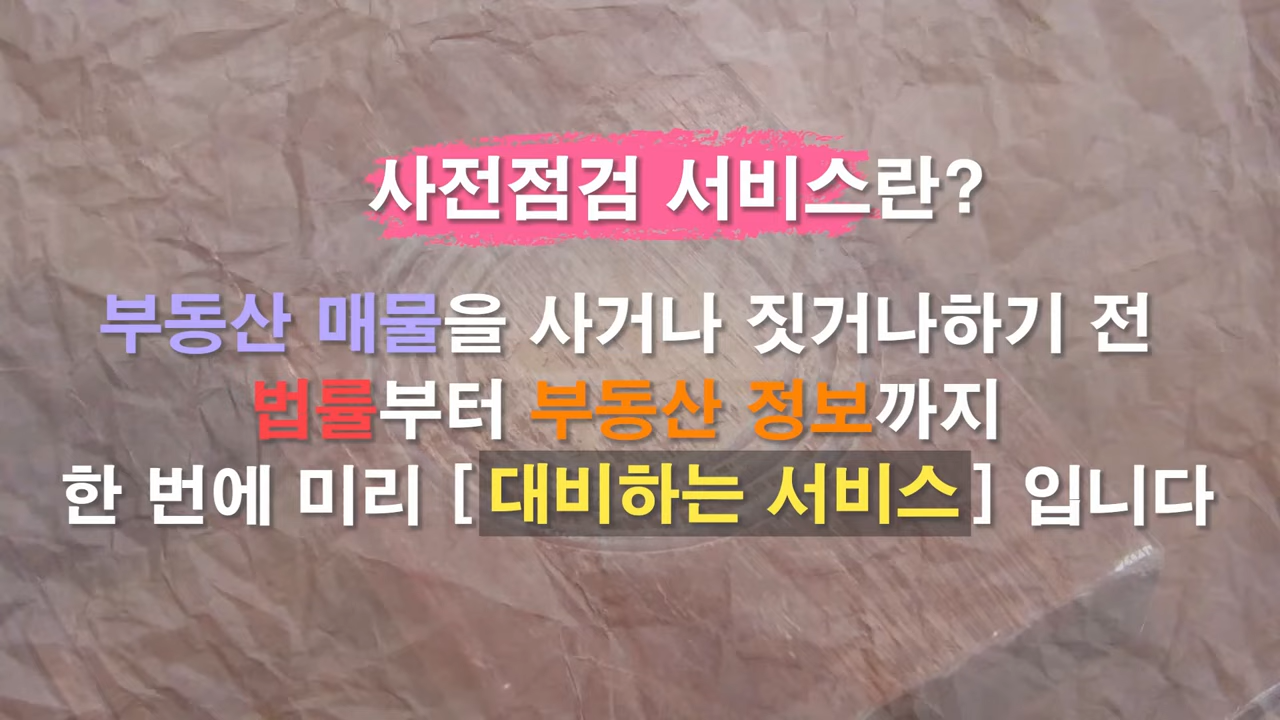 사전점검 서비스란?
부동산 매물을 사거나 짓거나하기 전
법률부터 부동산 정보까지
한 번에 미리 [대비하는 서비스] 입니다